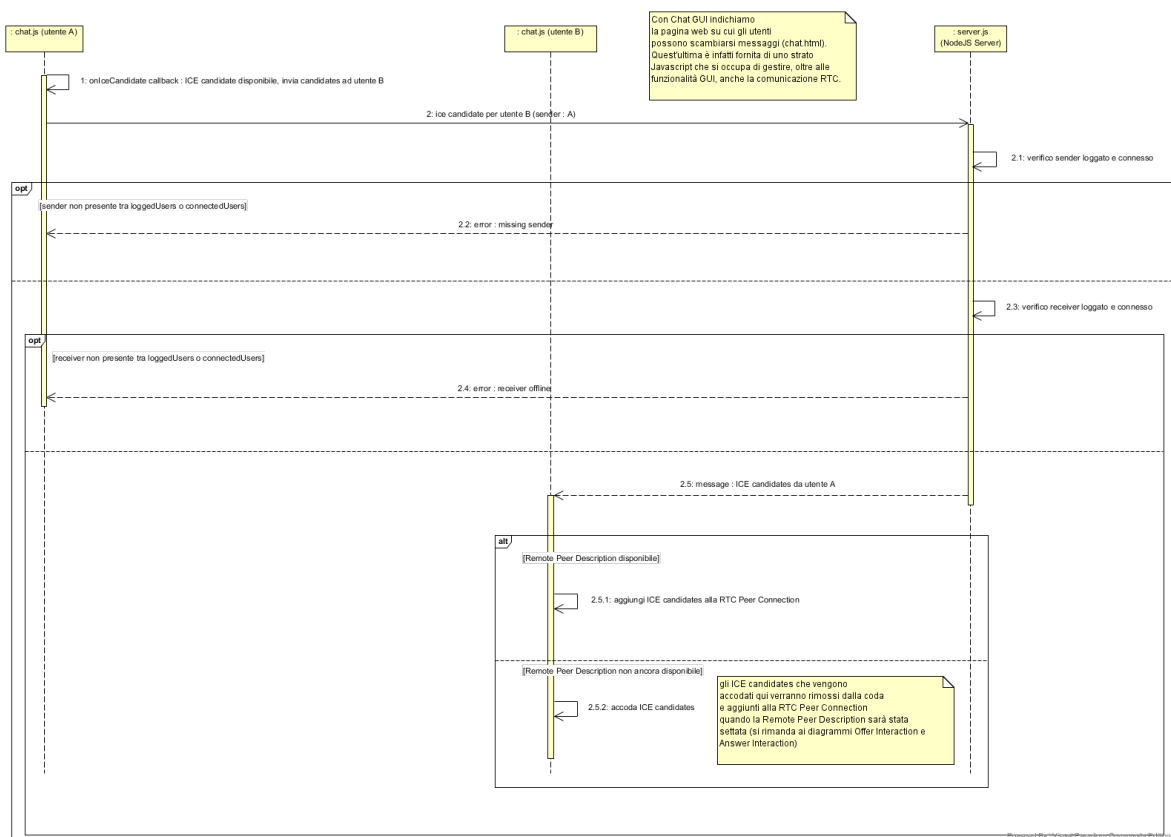 : chat.js (utente A)
: chat.js (utente B)
: server.js
(NodeJS Server)
Con Chat GUI indichiamo
la pagina web su cui gli utenti
possono scambiarsi messaggi (chat.html).
Quest'ultima è infatti fornita di uno strato
Javascript che si occupa di gestire, oltre alle
funzionalità GUI, anche la comunicazione RTC.
1: onIceCandidate callback : ICE candidate disponibile, invia candidates ad utente B
2: ice candidate per utente B (sender : A)
2.1: verifico sender loggato e connesso
opt
[sender non presente tra loggedUsers o connectedUsers]
2.2: error : missing sender
2.3: verifico receiver loggato e connesso
opt
[receiver non presente tra loggedUsers o connectedUsers]
2.4: error : receiver offline
2.5: message : ICE candidates da utente A
alt
[Remote Peer Description disponibile]
2.5.1: aggiungi ICE candidates alla RTC Peer Connection
[Remote Peer Description non ancora disponibile]
2.5.2: accoda ICE candidates
gli ICE candidates che vengono
accodati qui verranno rimossi dalla coda
e aggiunti alla RTC Peer Connection
quando la Remote Peer Description sarà stata
settata (si rimanda ai diagrammi Offer Interaction e
Answer Interaction)